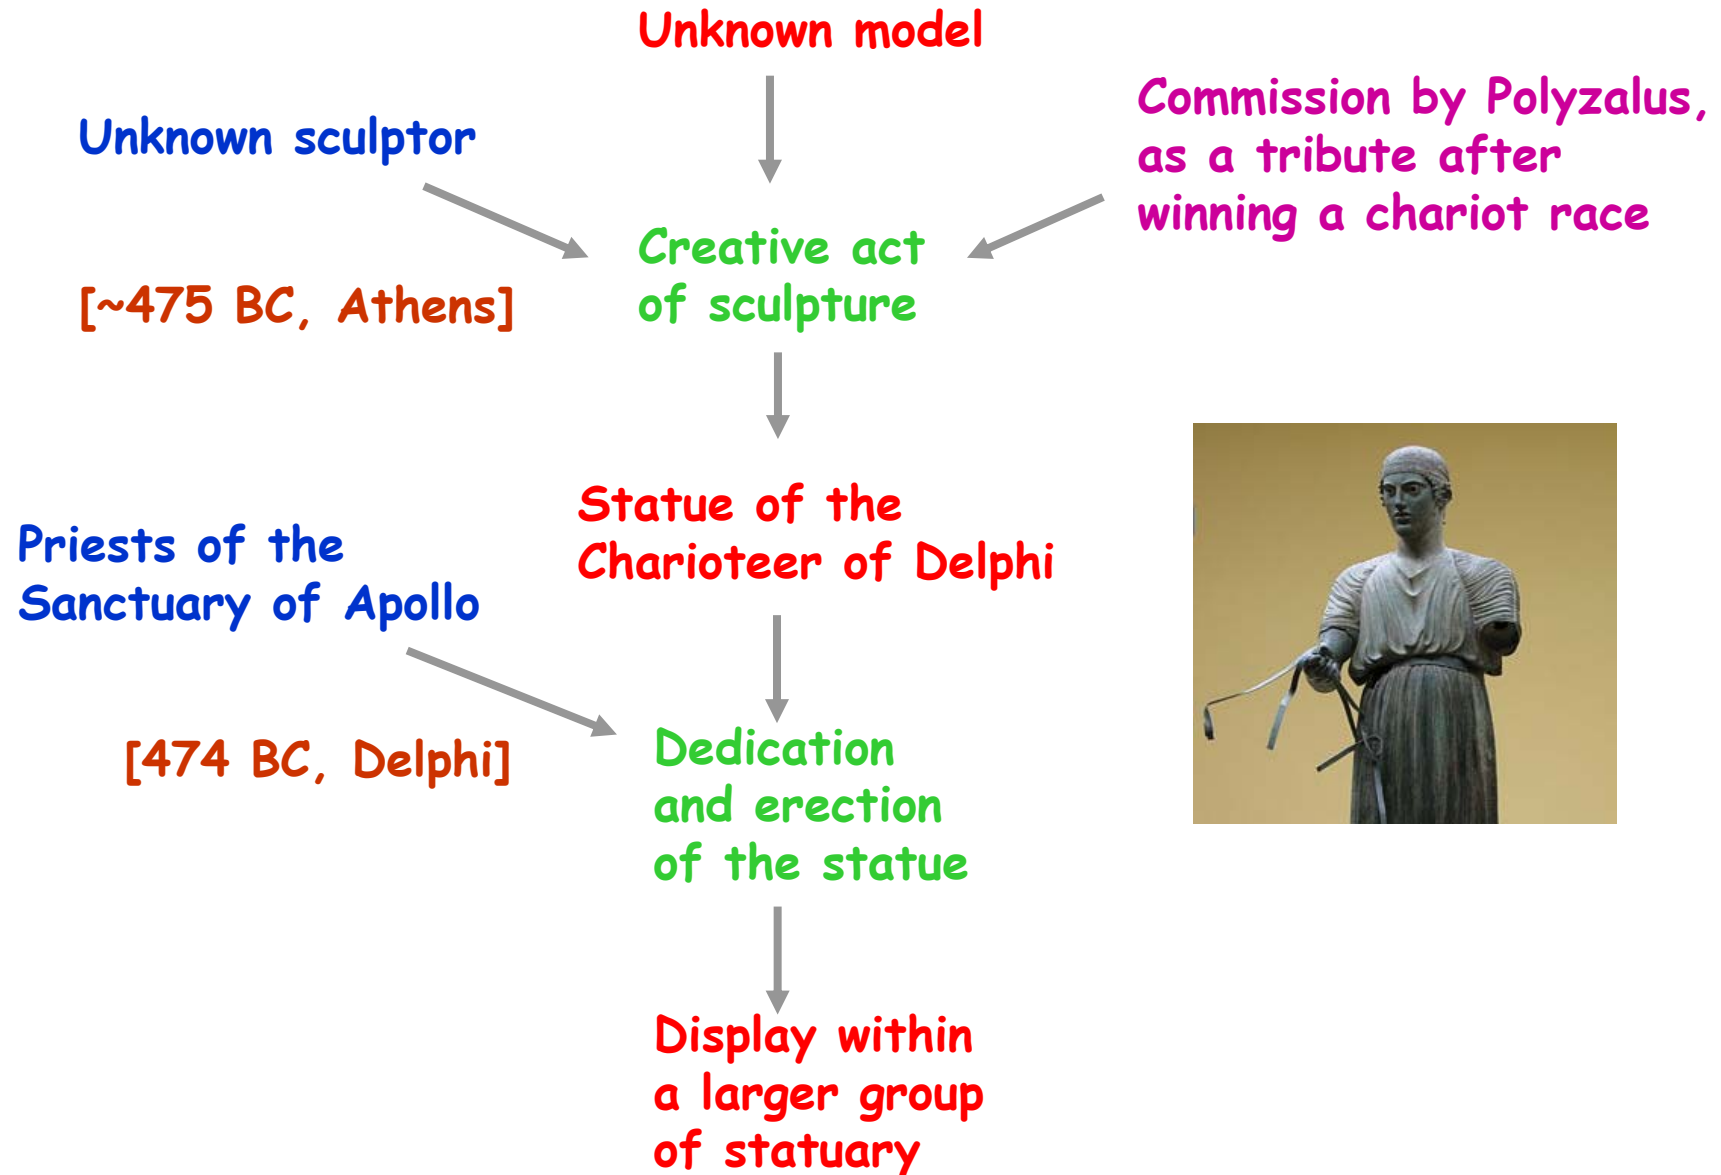 Unknown model
Commission by Polyzalus,
as a tribute after
winning a chariot race
Unknown sculptor
Creative act
of sculpture
[~475 BC, Athens]
Statue of the
Charioteer of Delphi
Priests of the
Sanctuary of Apollo
Dedication
and erection
of the statue
[474 BC, Delphi]
Display within
a larger group
of statuary